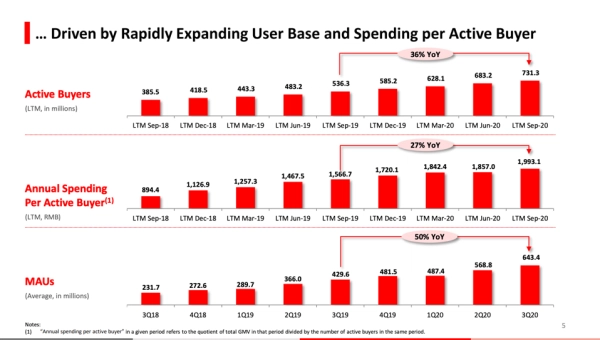 … Driven by Rapidly Expanding User Base and Spending per Active Buyer
36% YoY
Active Buyers
(LTM, in millions)
385.5 418.5 443.3 483.2 536.3 585.2 628.1 683.2 731.3
LTM Sep-18 LTM Dec-18 LTM Mar-19 LTM Jun-19 LTM Sep-19 LTM Dec-19 LTM Mar-20 LTM Jun-20 LTM Sep-20
27% YoY
Annual Spending
Per Active Buyer(1)
(LTM, RMB)
894.4 1,126.9 1,257.3 1,467.5 1,566.7 1,720.1 1,842.4 1,857.0 1,993.1
LTM Sep-18 LTM Dec-18 LTM Mar-19 LTM Jun-19 LTM Sep-19 LTM Dec-19 LTM Mar-20 LTM Jun-20 LTM Sep-20
50% YoY
MAUs
(Average, in millions)
231.7 272.6 289.7 366.0 429.6 481.5 487.4 568.8 643.4
3Q18 4Q18 1Q19 2Q19 3Q19 4Q19 1Q20 2Q20 3Q20
Notes:
(1) "Annual spending per active buyer" in a given period refers to the quotient of total GMV in that period divided by the number of active buyers in the same period.
5